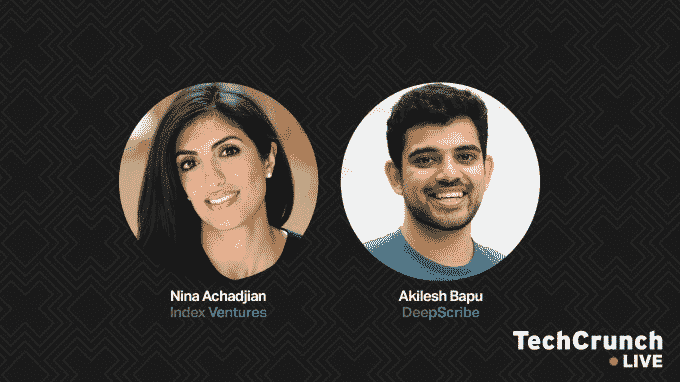 Nina Achadjian
Index Ventures
Akilesh Bapu
DeepScribe
TechCrunch
LIVE